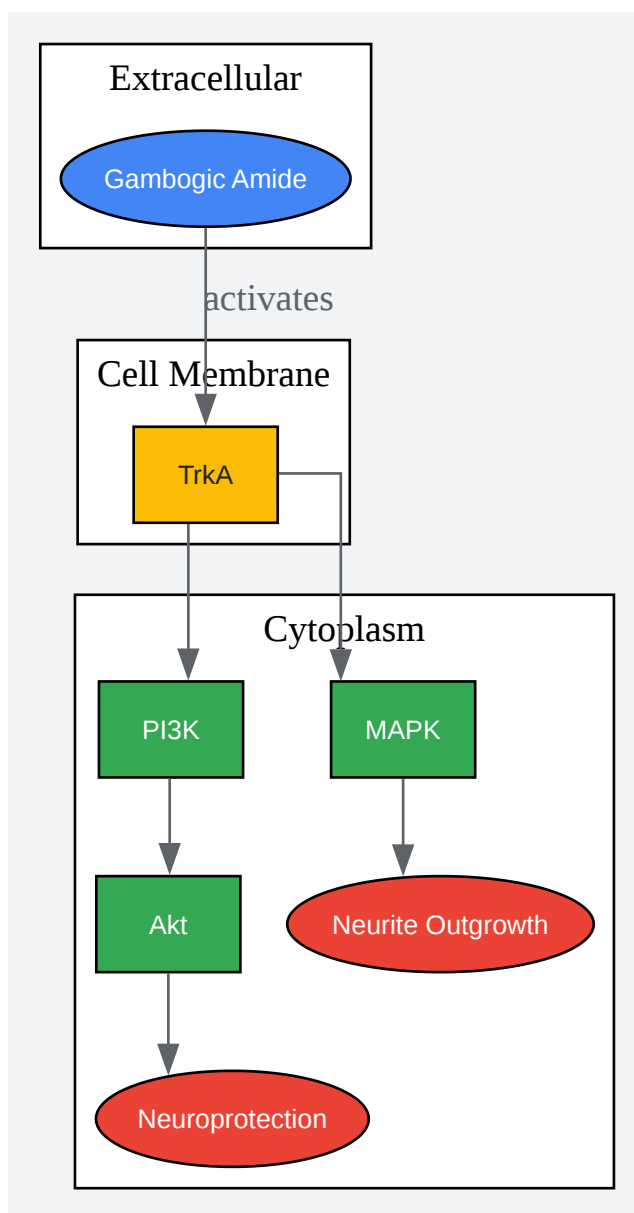 Extracellular
Gambogic Amide
activates
Cell Membrane
TrkA
Cytoplasm
PI3K
MAPK
Akt
Neurite Outgrowth
Neuroprotection